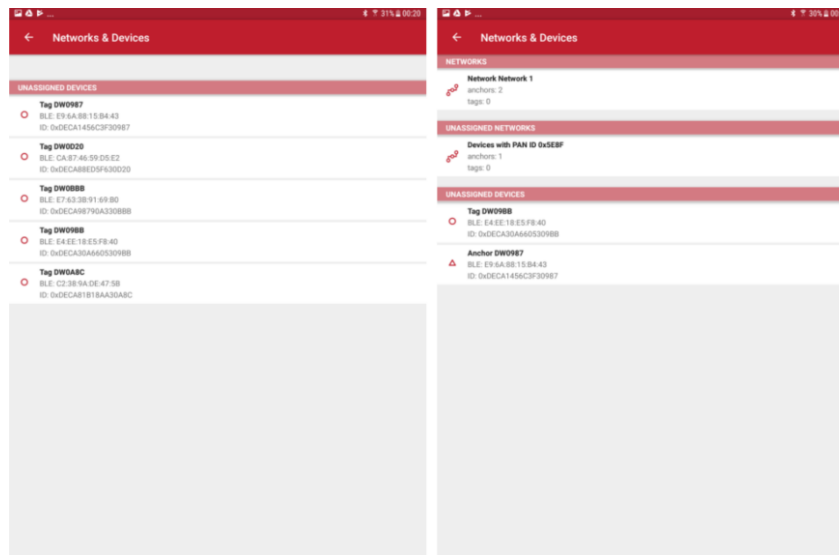 31% 00:20
Networks & Devices
UNASSIGNED DEVICES
Tag DW0987
BLE: E9:6A:88:15:B4:43
ID: 0xDECA1456C3F30987
Tag DW0D20
BLE: CA:87:46:59:D5:E2
ID: 0xDECA88ED5F630D20
Tag DW0BBB
BLE: E7:63:38:91:69:80
ID: 0xDECA98790A330BBB
Tag DW09BB
BLE: E4:EE:18:E5:F8:40
ID: 0xDECA30A6605309BB
Tag DW0A8C
BLE: C2:38:9A:DE:47:5B
ID: 0xDECA81B18AA30A8C
30% 00
Networks & Devices
NETWORKS
Network Network 1
anchors: 2
tags: 0
UNASSIGNED NETWORKS
Devices with PAN ID 0x5E8F
anchors: 1
tags: 0
UNASSIGNED DEVICES
Tag DW09BB
BLE: E4:EE:18:E5:F8:40
ID: 0xDECA30A6605309BB
Anchor DW0987
BLE: E9:6A:88:15:B4:43
ID: 0xDECA1456C3F30987